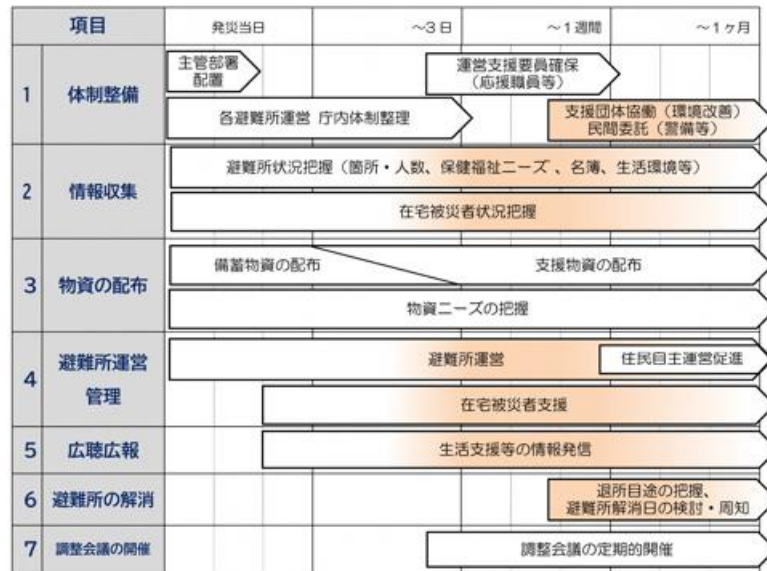 項目
発災当日
～3日
～1週間
～1ヶ月
1
体制整備
主管部署
配置
運営支援要員確保
（応援職員等）
各避難所運営 庁内体制整理
支援団体協働（環境改善）
民間委託（警備等）
2
情報収集
避難所状況把握（箇所・人数、保健福祉ニーズ、名簿、生活環境等）
在宅被災者状況把握
3
物資の配布
備蓄物資の配布
支援物資の配布
物資ニーズの把握
4
避難所運営
管理
避難所運営
住民自主運営促進
在宅被災者支援
5
広聴広報
生活支援等の情報発信
6
避難所の解消
退所目途の把握、
避難所解消日の検討・周知
7
調整会議の開催
調整会議の定期的開催